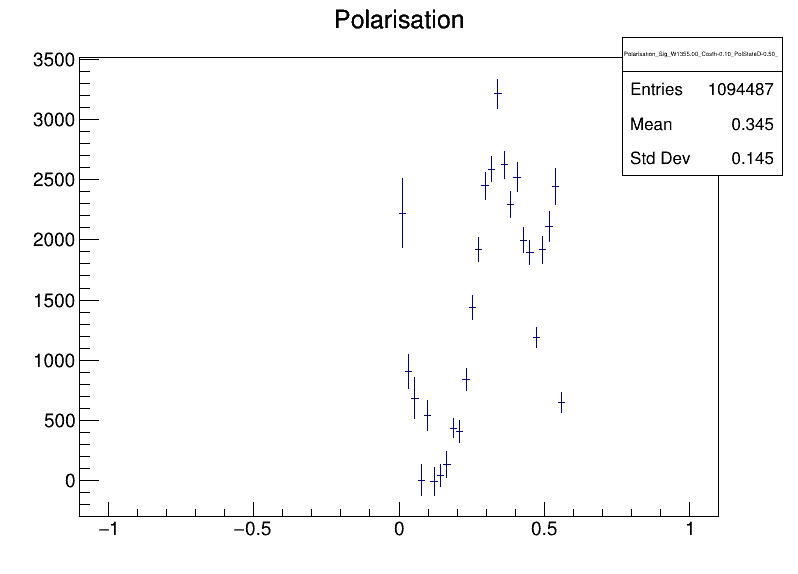 Polarisation
Polarisation_Sig_W1355.00_Costh-0.10_PolStateD-0.50_
Entries 1094487
Mean 0.345
Std Dev 0.145
3500
3000
2500
2000
1500
1000
500
0
−1 −0.5 0 0.5 1